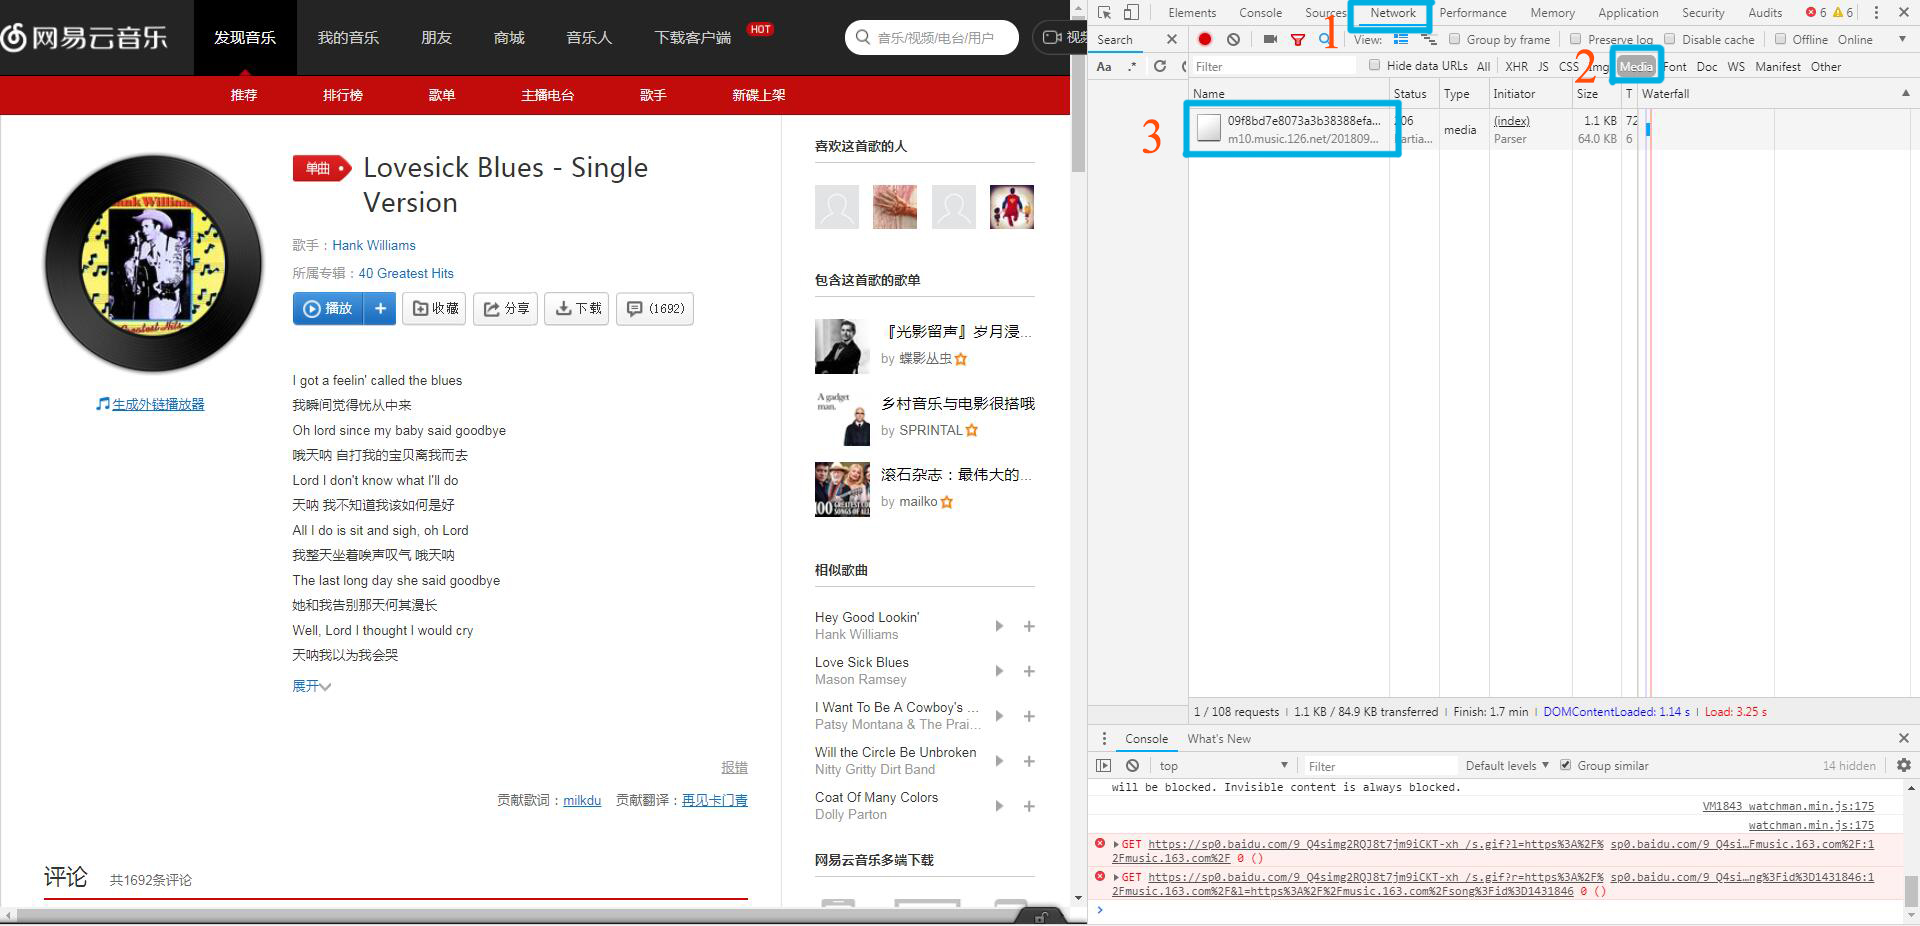 网易云音乐
发现音乐
我的音乐
朋友
商城
音乐人
下载客户端
HOT
音乐/视频/电台/用户
推荐
排行榜
歌单
主播电台
歌手
新碟上架
单曲
Lovesick Blues - Single
Version
歌手：Hank Williams
所属专辑：40 Greatest Hits
播放
+
收藏
分享
下载
(1692)
生成外链播放器
I got a feelin' called the blues
我瞬间觉得忧从中来
Oh lord since my baby said goodbye
哦天呐 自打我的宝贝离我而去
Lord I don't know what I'll do
天呐 我不知道我该如何是好
All I do is sit and sigh, oh Lord
我整天坐着唉声叹气 哦天呐
The last long day she said goodbye
她和我告别那天何其漫长
Well, Lord I thought I would cry
天呐我以为我会哭
展开
报错
贡献歌词：milkdu 贡献翻译：再见卡门青
评论
共1692条评论
喜欢这首歌的人
包含这首歌的歌单
『光影留声』岁月浸...
by 蝶影丛虫
A gadget
man.
乡村音乐与电影很搭哦
by SPRINTAL
滚石杂志：最伟大的...
by mailko
相似歌曲
Hey Good Lookin'
Hank Williams
Love Sick Blues
Mason Ramsey
I Want To Be A Cowboy's ...
Patsy Montana & The Prai...
Will the Circle Be Unbroken
Nitty Gritty Dirt Band
Coat Of Many Colors
Dolly Parton
网易云音乐多端下载
Elements
Console
Sources
1
Network
Performance
Memory
Application
Security
Audits
6
6
Search
View:
Group by frame
Preserve log
Disable cache
Offline
Online
Aa
.*
Filter
Hide data URLs
All
XHR
JS
CSS
Img
2
Media
Font
Doc
WS
Manifest
Other
Name
Status
Type
Initiator
Size
T
Waterfall
3
09f8bd7e8073a3b38388efa...
m10.music.126.net/201809...
206
Partia...
media
(index)
Parser
1.1 KB
64.0 KB
72
6
1 / 108 requests | 1.1 KB / 84.9 KB transferred | Finish: 1.7 min | DOMContentLoaded: 1.14 s | Load: 3.25 s
Console
What's New
top
Filter
Default levels
Group similar
14 hidden
will be blocked. Invisible content is always blocked.
VM1843 watchman.min.js:175
watchman.min.js:175
GET https://sp0.baidu.com/9_Q4simg2RQJ8t7jm9iCKT-xh_/s.gif?l=https%3A%2F% sp0.baidu.com/9_Q4si…Fmusic.163.com%2F:1
2Fmusic.163.com%2F 0 ()
GET https://sp0.baidu.com/9_Q4simg2RQJ8t7jm9iCKT-xh_/s.gif?r=https%3A%2F% sp0.baidu.com/9_Q4si…ng%3Fid%3D1431846:1
2Fmusic.163.com%2F&l=https%3A%2F%2Fmusic.163.com%2Fsong%3Fid%3D1431846 0 ()